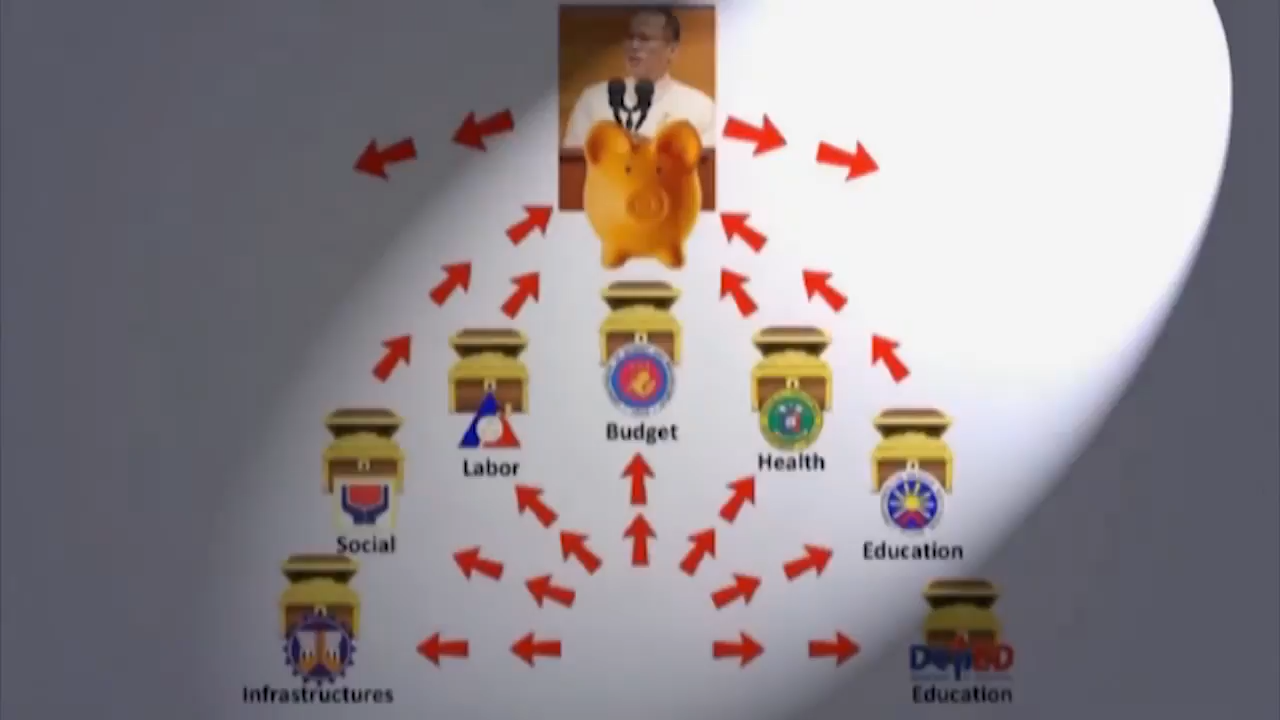 Budget
Labor
Health
Social
Education
DepED
Infrastructures
Education